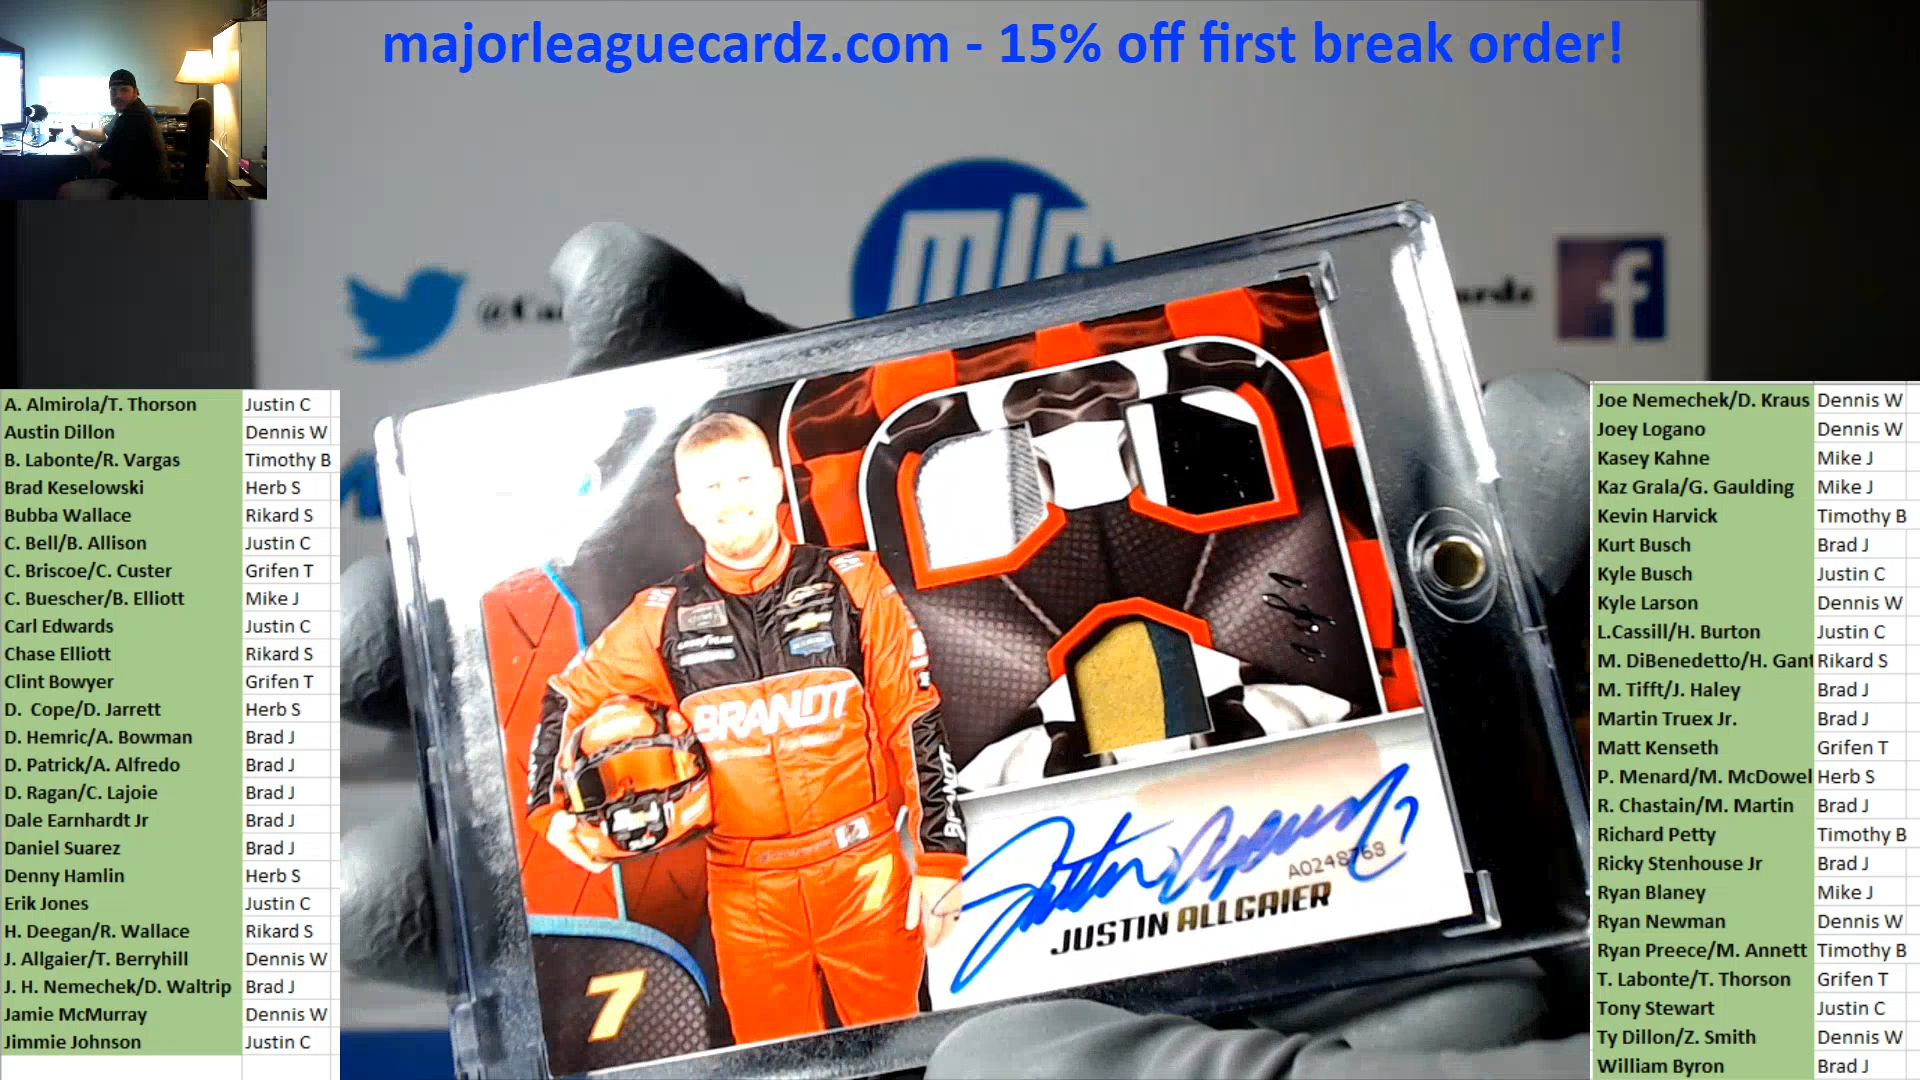 majorleaguecardz.com - 15% off first break order!
mlc
A. Almirola/T. Thorson Justin C
Austin Dillon Dennis W
B. Labonte/R. Vargas Timothy B
Brad Keselowski Herb S
Bubba Wallace Rikard S
C. Bell/B. Allison Justin C
C. Briscoe/C. Custer Grifen T
C. Buescher/B. Elliott Mike J
Carl Edwards Justin C
Chase Elliott Rikard S
Clint Bowyer Grifen T
D. Cope/D. Jarrett Herb S
D. Hemric/A. Bowman Brad J
D. Patrick/A. Alfredo Brad J
D. Ragan/C. Lajoie Brad J
Dale Earnhardt Jr Brad J
Daniel Suarez Brad J
Denny Hamlin Herb S
Erik Jones Justin C
H. Deegan/R. Wallace Rikard S
J. Allgaier/T. Berryhill Dennis W
J. H. Nemechek/D. Waltrip Brad J
Jamie McMurray Dennis W
Jimmie Johnson Justin C
BRANDT
BRANDT
7
7
A0248768
JUSTIN ALLGAIER
Joe Nemechek/D. Kraus Dennis W
Joey Logano Dennis W
Kasey Kahne Mike J
Kaz Grala/G. Gaulding Mike J
Kevin Harvick Timothy B
Kurt Busch Brad J
Kyle Busch Justin C
Kyle Larson Dennis W
L.Cassill/H. Burton Justin C
M. DiBenedetto/H. Gant Rikard S
M. Tifft/J. Haley Brad J
Martin Truex Jr. Brad J
Matt Kenseth Grifen T
P. Menard/M. McDowel Herb S
R. Chastain/M. Martin Brad J
Richard Petty Timothy B
Ricky Stenhouse Jr Brad J
Ryan Blaney Mike J
Ryan Newman Dennis W
Ryan Preece/M. Annett Timothy B
T. Labonte/T. Thorson Grifen T
Tony Stewart Justin C
Ty Dillon/Z. Smith Dennis W
William Byron Brad J